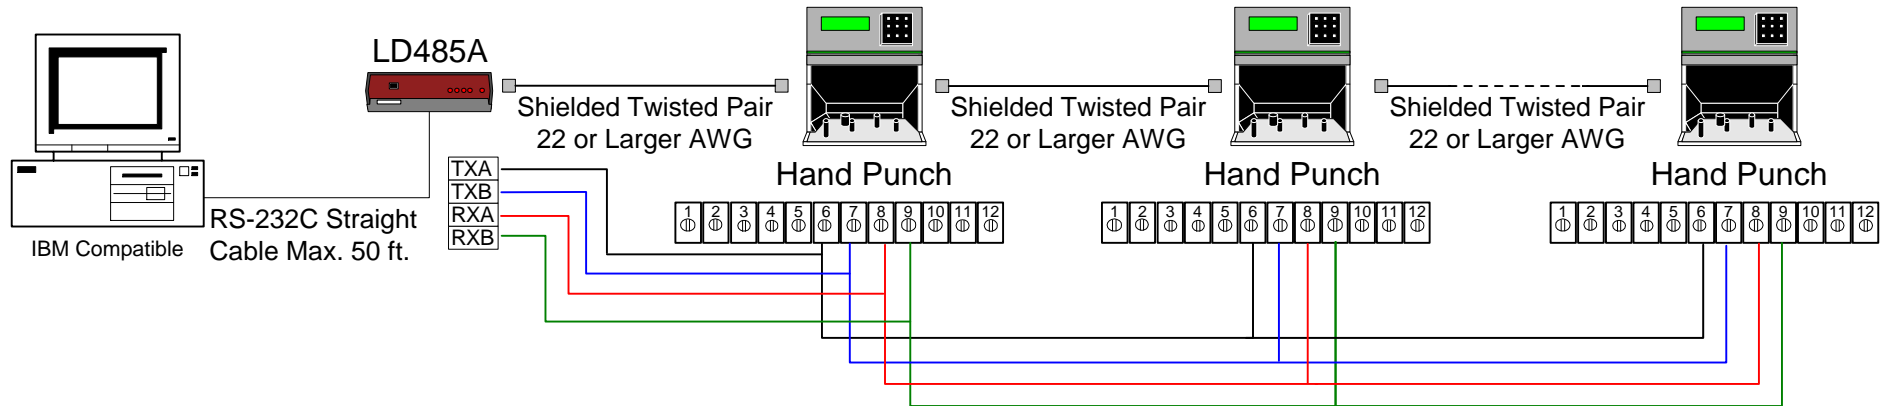 LD485A
Shielded Twisted Pair
22 or Larger AWG
Shielded Twisted Pair
22 or Larger AWG
Shielded Twisted Pair
22 or Larger AWG
Hand Punch
Hand Punch
Hand Punch
TXA
TXB
RXA
RXB
1 2 3 4 5 6 7 8 9 10 11 12
1 2 3 4 5 6 7 8 9 10 11 12
1 2 3 4 5 6 7 8 9 10 11 12
RS-232C Straight
Cable Max. 50 ft.
IBM Compatible